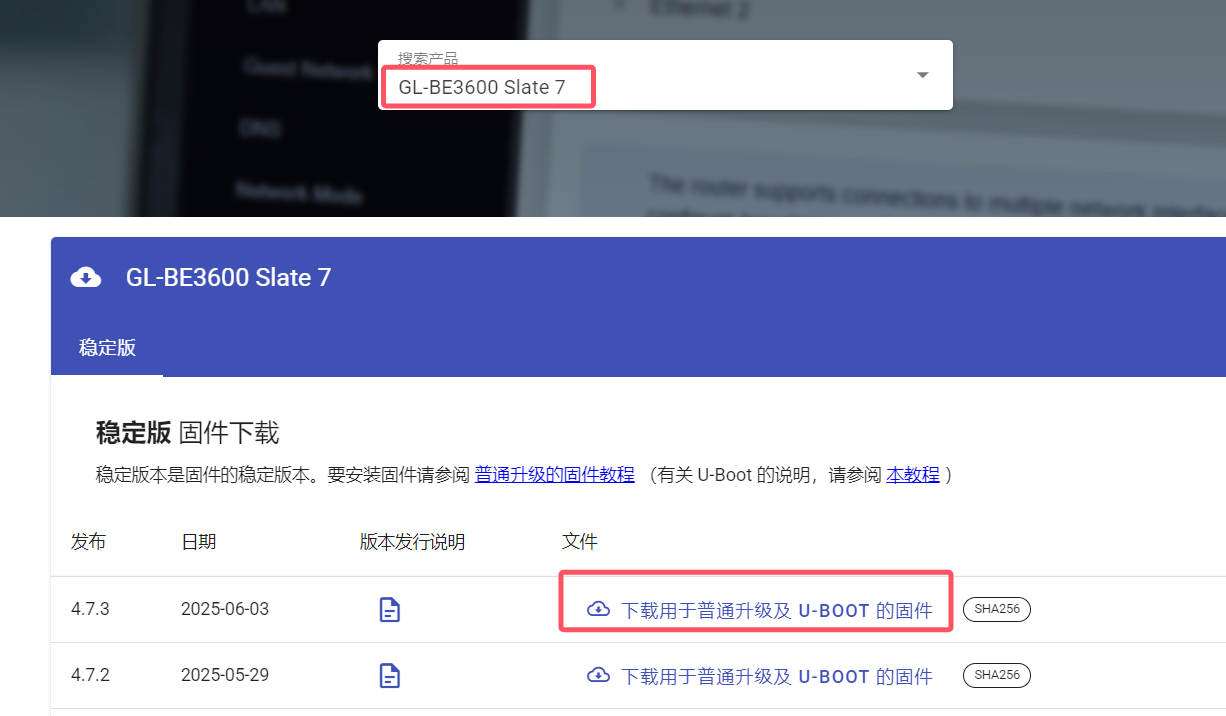 LAN
Ethernet 2
Guest Network
DNS
Network Mode
The router supports connections to multiple network interfac
搜索产品
GL-BE3600 Slate 7
GL-BE3600 Slate 7
稳定版
稳定版 固件下载
稳定版本是固件的稳定版本。要安装固件请参阅 普通升级的固件教程 （有关 U-Boot 的说明，请参阅 本教程 ）
发布 日期 版本发行说明 文件
4.7.3 2025-06-03 下载用于普通升级及 U-BOOT 的固件 SHA256
4.7.2 2025-05-29 下载用于普通升级及 U-BOOT 的固件 SHA256